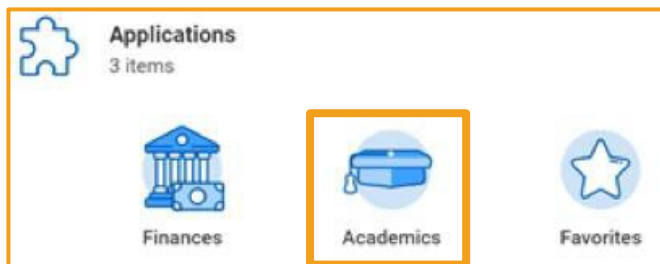 Applications
3 items
Finances
Academics
Favorites